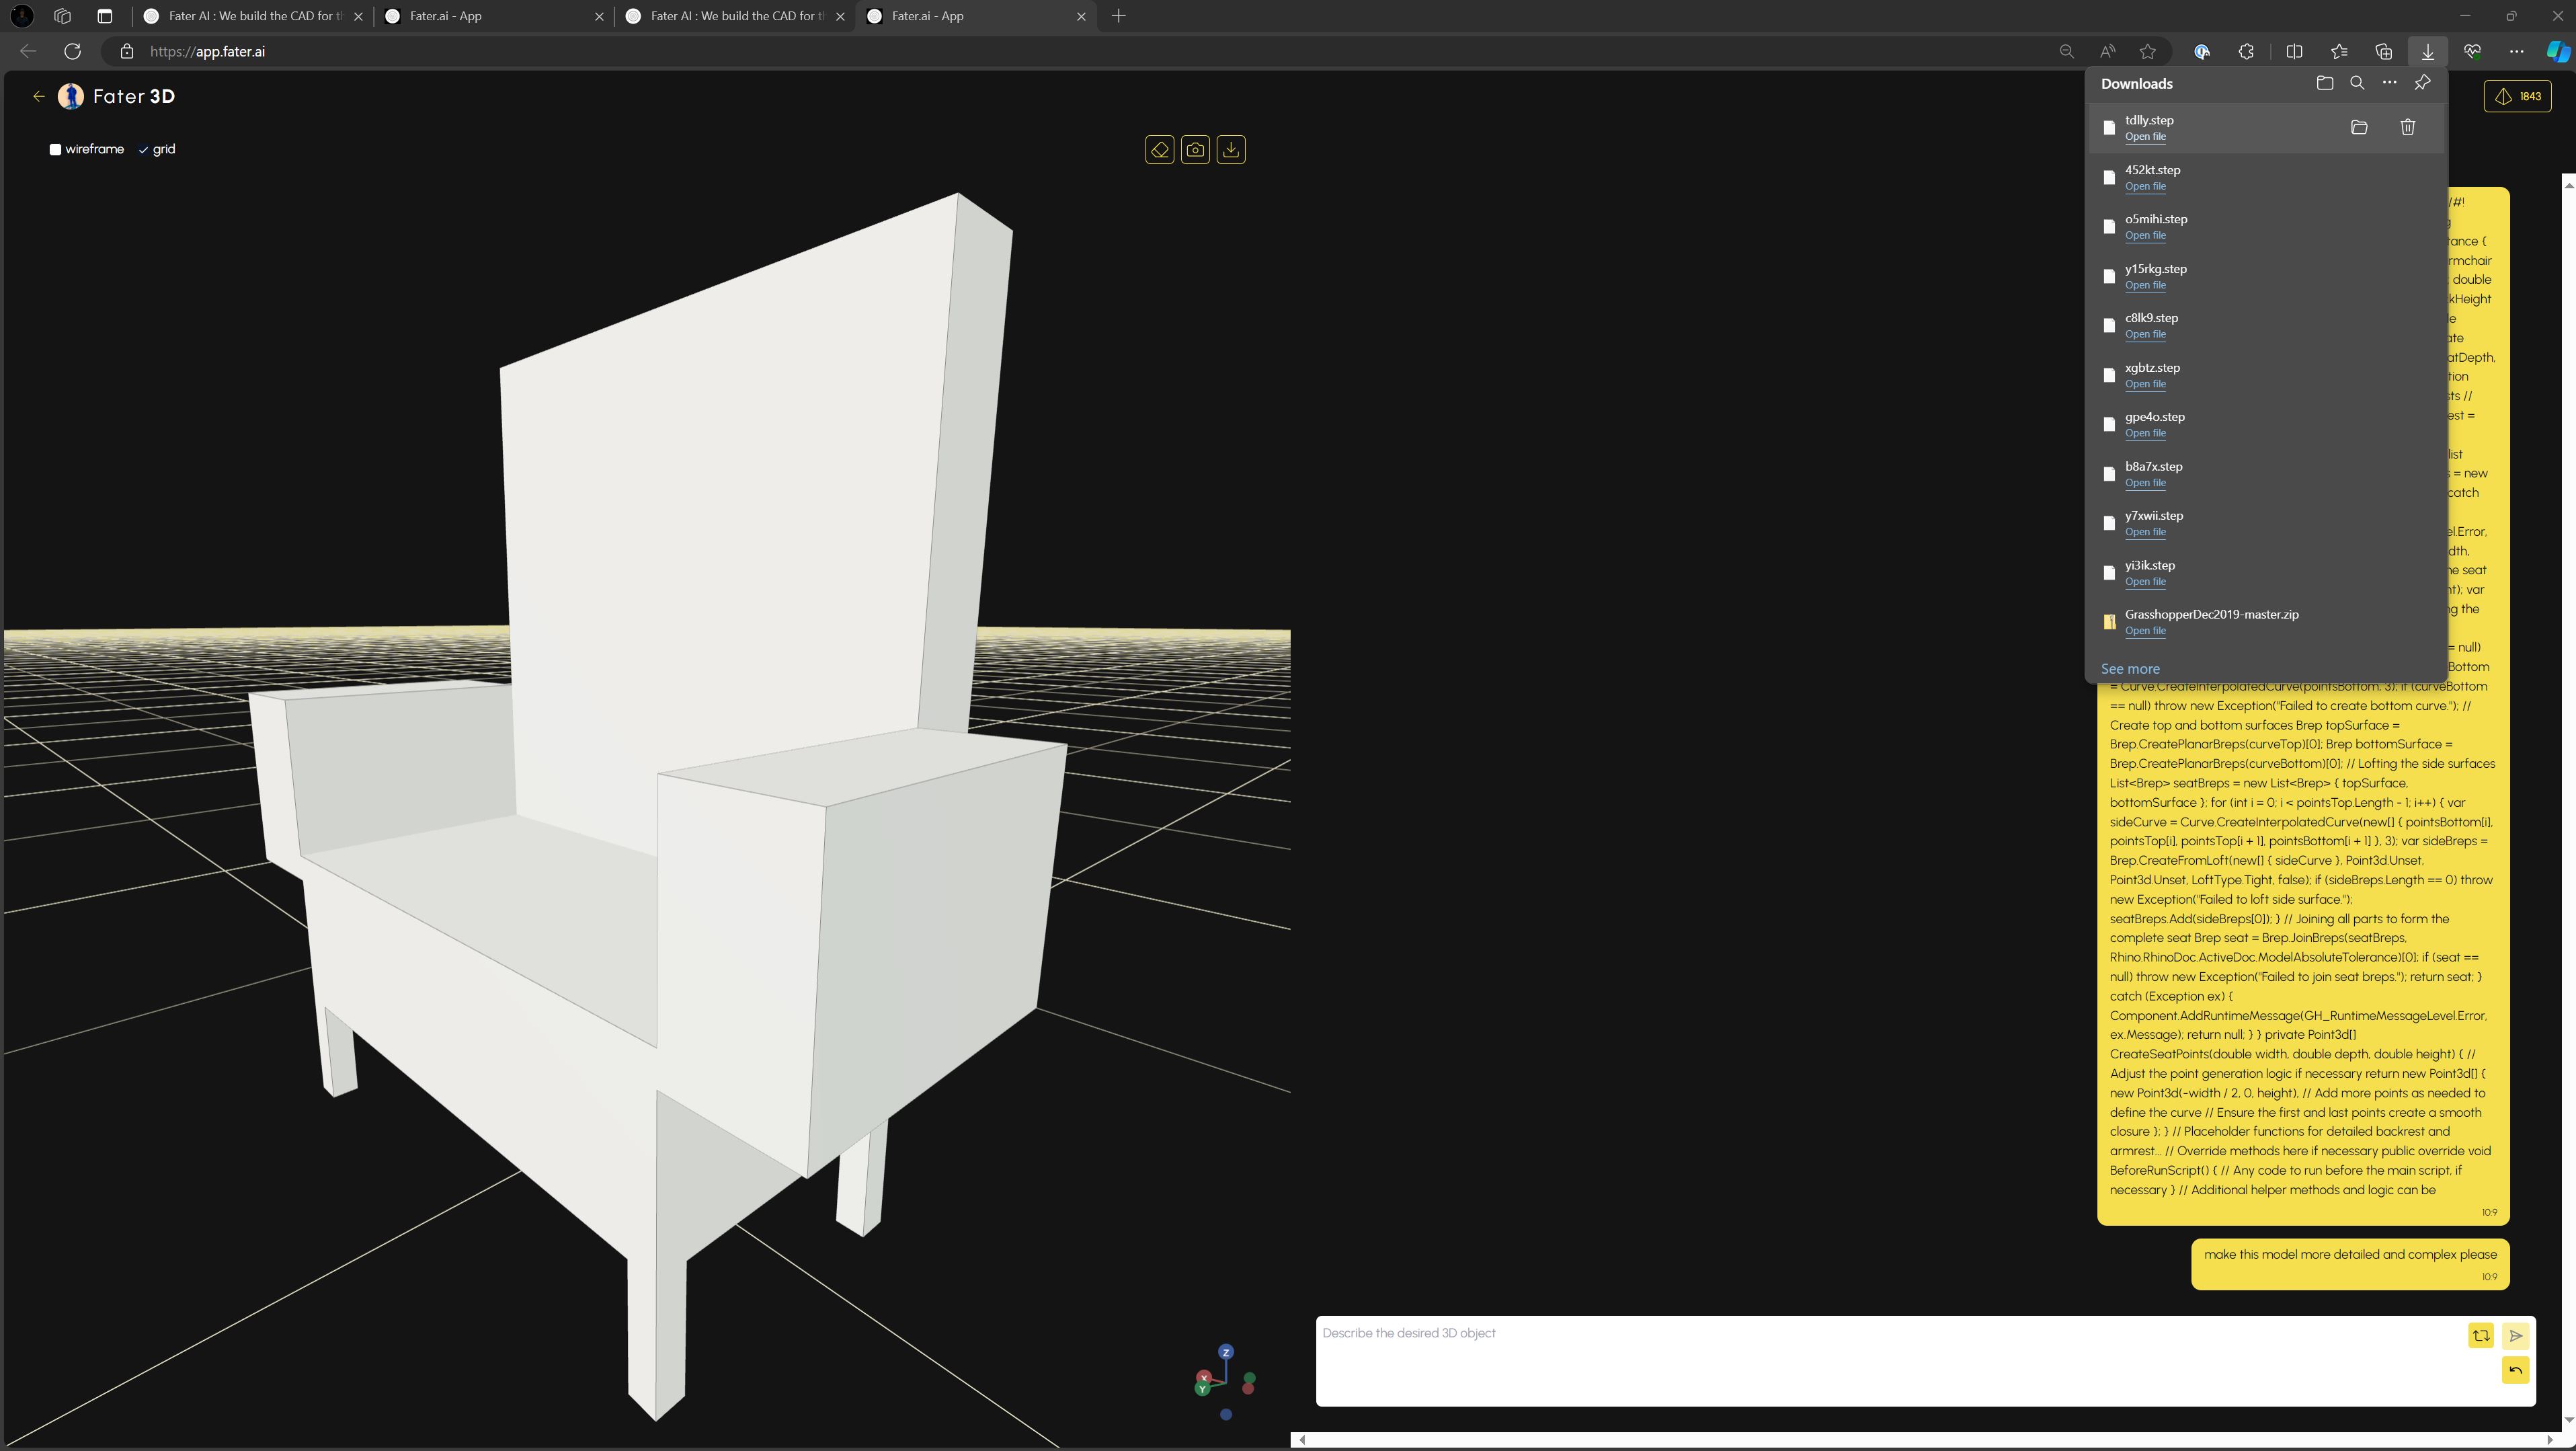 Fater AI : We build the CAD for t
Fater.ai - App
Fater AI : We build the CAD for t
Fater.ai - App
https://app.fater.ai
Fater 3D
wireframe
grid
Downloads
1843
tdlly.step
Open file
452kt.step
Open file
o5mihi.step
Open file
y15rkg.step
Open file
c8lk9.step
Open file
xgbtz.step
Open file
gpe4o.step
Open file
b8a7x.step
Open file
y7xwii.step
Open file
yi3ik.step
Open file
GrasshopperDec2019-master.zip
Open file
See more
/#!
tance {
rmchair
double
kHeight
ate
atDepth,
tion
sts //
est =
list
= new
catch
el.Error,
dth,
ne seat
nt); var
ng the
= null)
Bottom
= Curve.CreateInterpolatedCurve(pointsBottom, 3); if (curveBottom
== null) throw new Exception("Failed to create bottom curve."); //
Create top and bottom surfaces Brep topSurface =
Brep.CreatePlanarBreps(curveTop)[0]; Brep bottomSurface =
Brep.CreatePlanarBreps(curveBottom)[0]; // Lofting the side surfaces
List<Brep> seatBreps = new List<Brep> { topSurface,
bottomSurface }; for (int i = 0; i < pointsTop.Length - 1; i++) { var
sideCurve = Curve.CreateInterpolatedCurve(new[] { pointsBottom[i],
pointsTop[i], pointsTop[i + 1], pointsBottom[i + 1] }, 3); var sideBreps =
Brep.CreateFromLoft(new[] { sideCurve }, Point3d.Unset,
Point3d.Unset, LoftType.Tight, false); if (sideBreps.Length == 0) throw
new Exception("Failed to loft side surface.");
seatBreps.Add(sideBreps[0]); } // Joining all parts to form the
complete seat Brep seat = Brep.JoinBreps(seatBreps,
Rhino.RhinoDoc.ActiveDoc.ModelAbsoluteTolerance)[0]; if (seat ==
null) throw new Exception("Failed to join seat breps."); return seat; }
catch (Exception ex) {
Component.AddRuntimeMessage(GH_RuntimeMessageLevel.Error,
ex.Message); return null; } } private Point3d[]
CreateSeatPoints(double width, double depth, double height) { //
Adjust the point generation logic if necessary return new Point3d[] {
new Point3d(-width / 2, 0, height), // Add more points as needed to
define the curve // Ensure the first and last points create a smooth
closure }; } // Placeholder functions for detailed backrest and
armrest... // Override methods here if necessary public override void
BeforeRunScript() { // Any code to run before the main script, if
necessary } // Additional helper methods and logic can be
10:9
make this model more detailed and complex please
10:9
Describe the desired 3D object
Z
X
Y